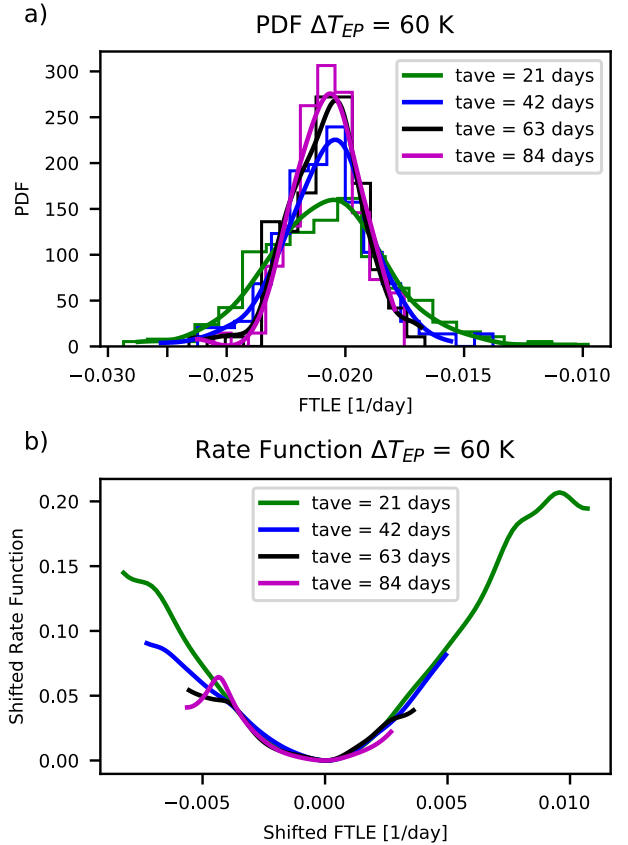 a)
PDF ΔT_EP = 60 K
PDF
300
250
200
150
100
50
0
tave = 21 days
tave = 42 days
tave = 63 days
tave = 84 days
−0.030 −0.025 −0.020 −0.015 −0.010
FTLE [1/day]
b)
Rate Function ΔT_EP = 60 K
Shifted Rate Function
0.20
0.15
0.10
0.05
0.00
tave = 21 days
tave = 42 days
tave = 63 days
tave = 84 days
−0.005 0.000 0.005 0.010
Shifted FTLE [1/day]